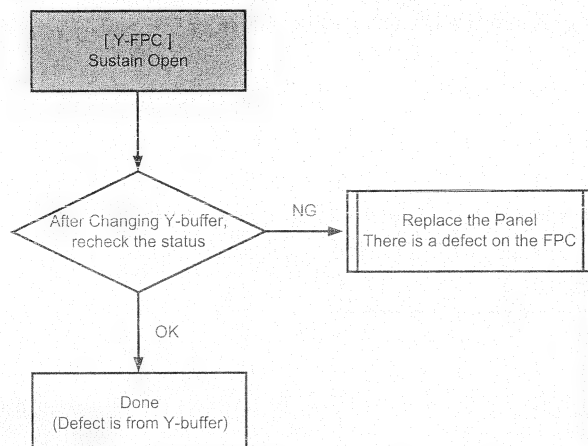 [ Y-FPC ]
Sustain Open
After Changing Y-buffer,
recheck the status
NG
Replace the Panel
There is a defect on the FPC
OK
Done
(Defect is from Y-buffer)